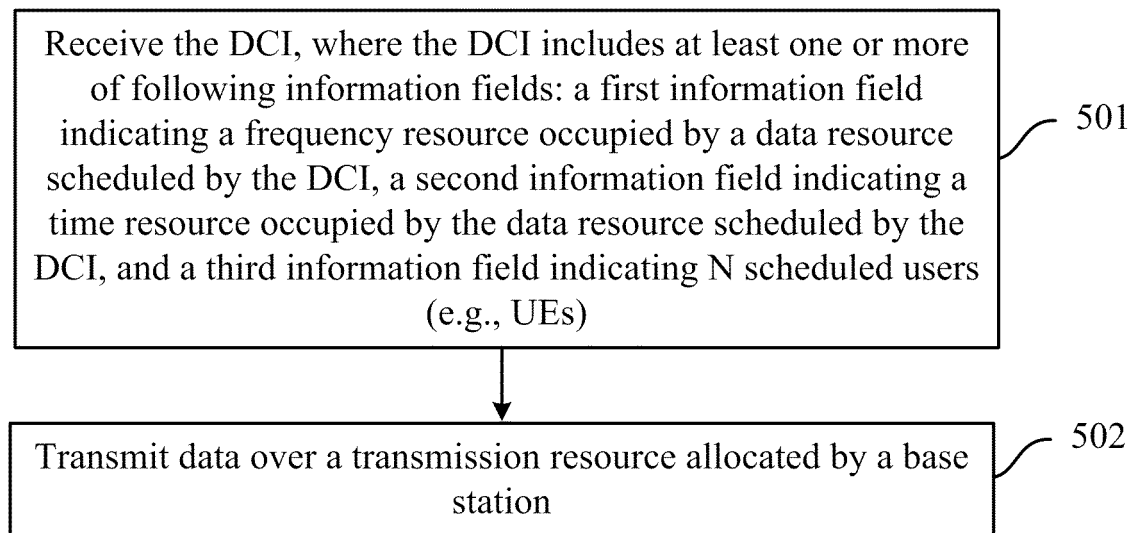 Receive the DCI, where the DCI includes at least one or more
of following information fields: a first information field
indicating a frequency resource occupied by a data resource
scheduled by the DCI, a second information field indicating a
time resource occupied by the data resource scheduled by the
DCI, and a third information field indicating N scheduled users
(e.g., UEs)
501
Transmit data over a transmission resource allocated by a base
station
502